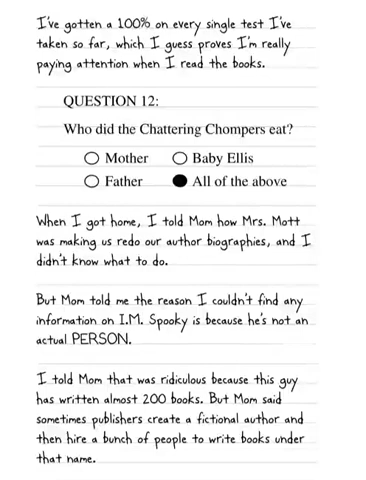 I've gotten a 100% on every single test I've
taken so far, which I guess proves I'm really
paying attention when I read the books.
QUESTION 12:
Who did the Chattering Chompers eat?
Mother Baby Ellis
Father All of the above
When I got home, I told Mom how Mrs. Mott
was making us redo our author biographies, and I
didn't know what to do.
But Mom told me the reason I couldn't find any
information on I.M. Spooky is because he's not an
actual PERSON.
I told Mom that was ridiculous because this guy
has written almost 200 books. But Mom said
sometimes publishers create a fictional author and
then hire a bunch of people to write books under
that name.